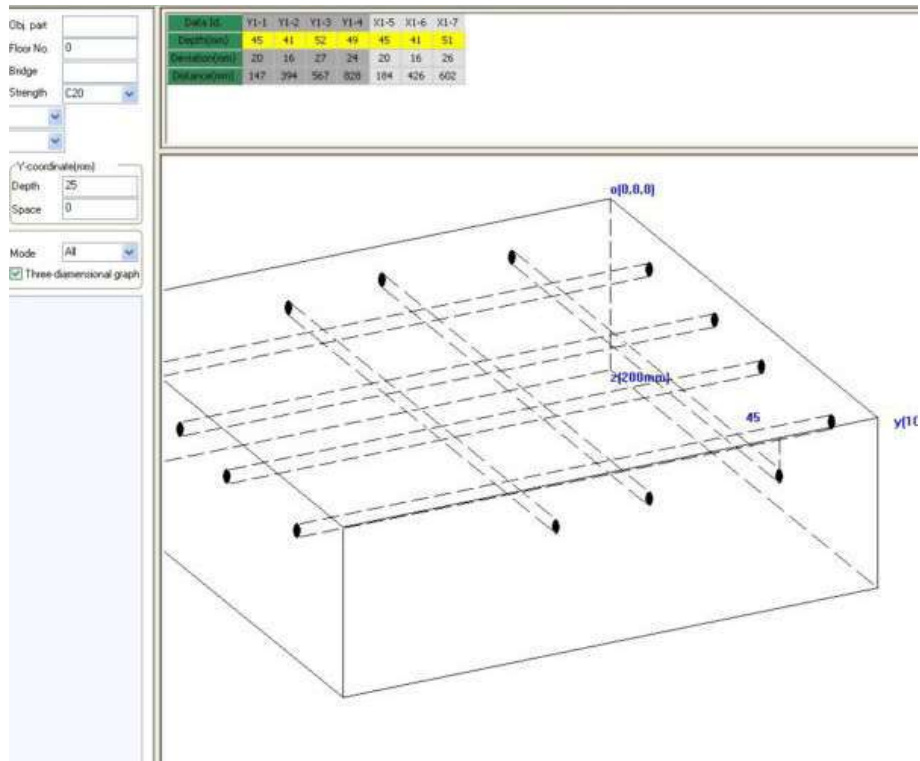 Obj. part
Floor No. 0
Bridge
Strength C20
Y-coordinate(mm)
Depth 25
Space 0
Mode All
Three-diamensional graph
Data Id. Y1-1 Y1-2 Y1-3 Y1-4 X1-5 X1-6 X1-7
Depth(mm) 45 41 52 49 45 41 51
Deviation(mm) 20 16 27 24 20 16 26
Distance(mm) 147 394 567 828 184 426 602
o(0,0,0)
z(200mm)
45
y(10